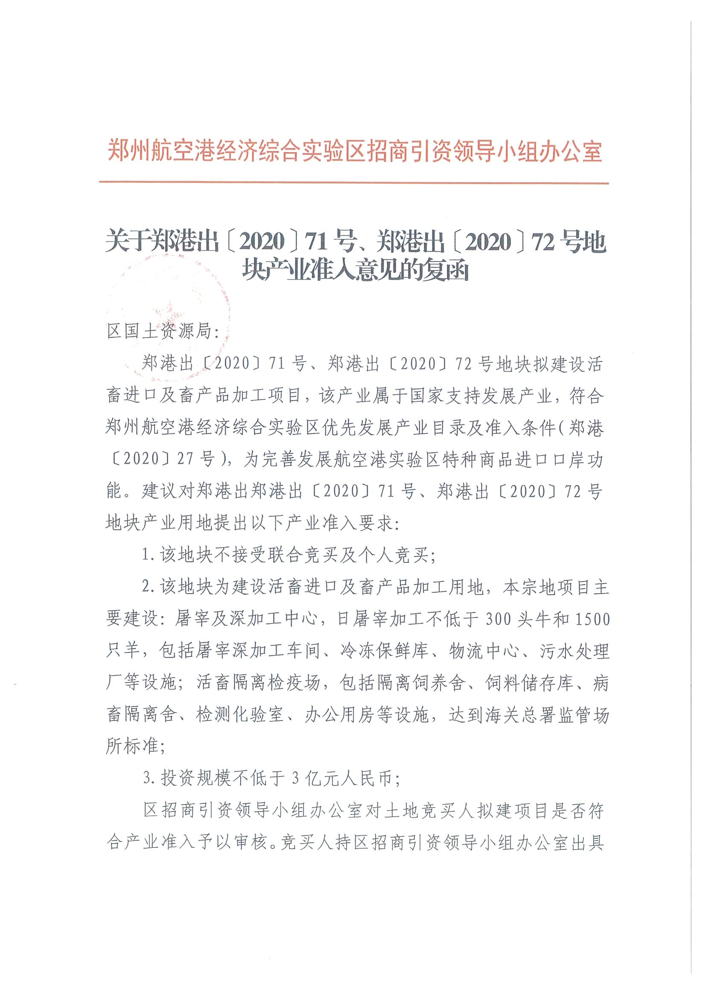 郑州航空港经济综合实验区招商引资领导小组办公室
关于郑港出〔2020〕71号、郑港出〔2020〕72号地
块产业准入意见的复函
区国土资源局：
郑港出〔2020〕71号、郑港出〔2020〕72号地块拟建设活
畜进口及畜产品加工项目，该产业属于国家支持发展产业，符合
郑州航空港经济综合实验区优先发展产业目录及准入条件（郑港
〔2020〕27号），为完善发展航空港实验区特种商品进口口岸功
能。建议对郑港出郑港出〔2020〕71号、郑港出〔2020〕72号
地块产业用地提出以下产业准入要求：
1.该地块不接受联合竞买及个人竞买；
2.该地块为建设活畜进口及畜产品加工用地，本宗地项目主
要建设：屠宰及深加工中心，日屠宰加工不低于300头牛和1500
只羊，包括屠宰深加工车间、冷冻保鲜库、物流中心、污水处理
厂等设施；活畜隔离检疫场，包括隔离饲养舍、饲料储存库、病
畜隔离舍、检测化验室、办公用房等设施，达到海关总署监管场
所标准；
3.投资规模不低于3亿元人民币；
区招商引资领导小组办公室对土地竞买人拟建项目是否符
合产业准入予以审核。竞买人持区招商引资领导小组办公室出具